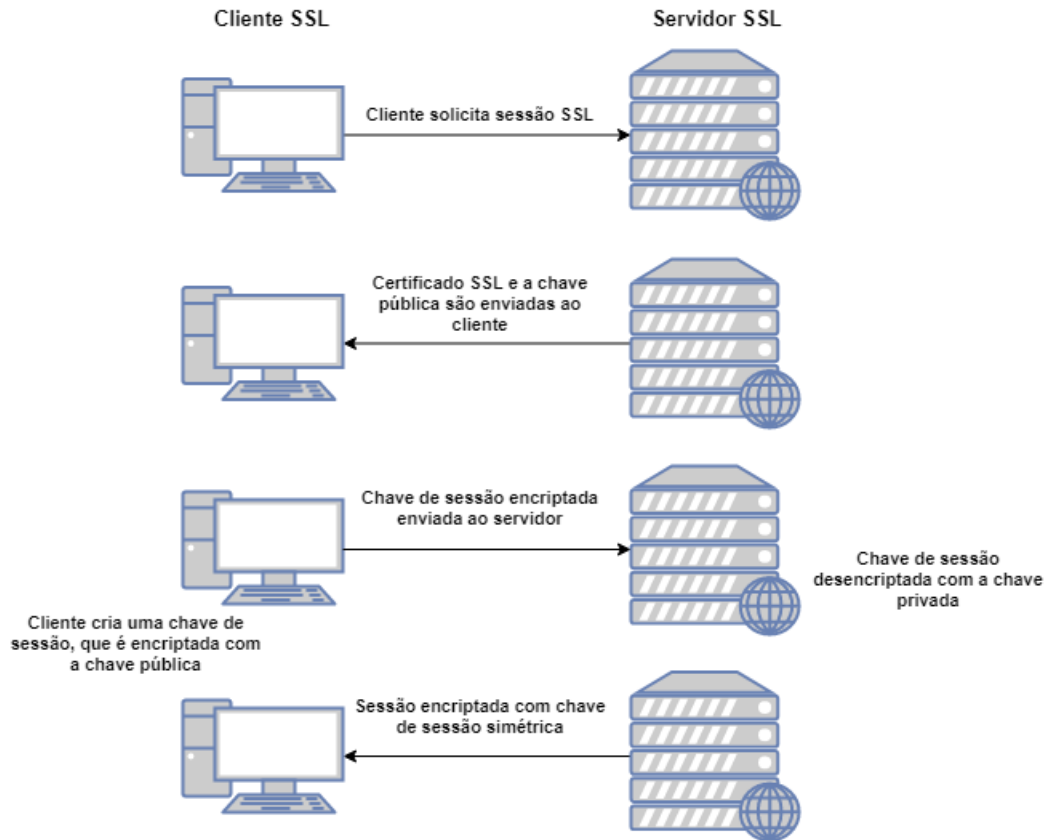 Cliente SSL
Servidor SSL
Cliente solicita sessão SSL
Certificado SSL e a chave
pública são enviadas ao
cliente
Chave de sessão encriptada
enviada ao servidor
Chave de sessão
desencriptada com a chave
privada
Cliente cria uma chave de
sessão, que é encriptada com
a chave pública
Sessão encriptada com chave
de sessão simétrica